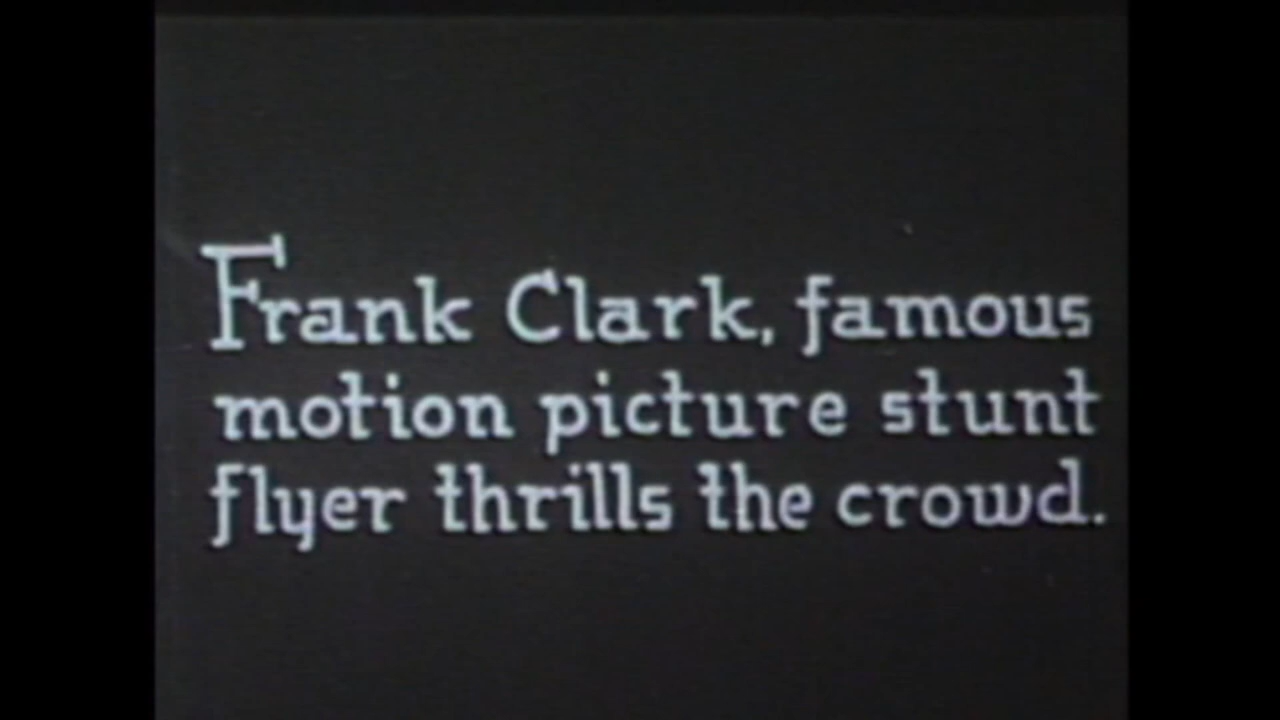 Frank Clark, famous
motion picture stunt
flyer thrills the crowd.